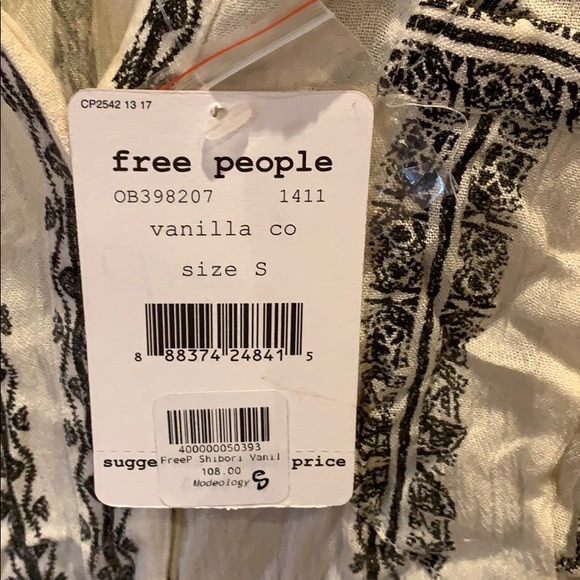 CP2542 13 17
free people
OB398207 1411
vanilla co
size S
8 88374 24841 5
400000050393
FreeP Shibori Vanil
108.00
Modeology S
sugge price